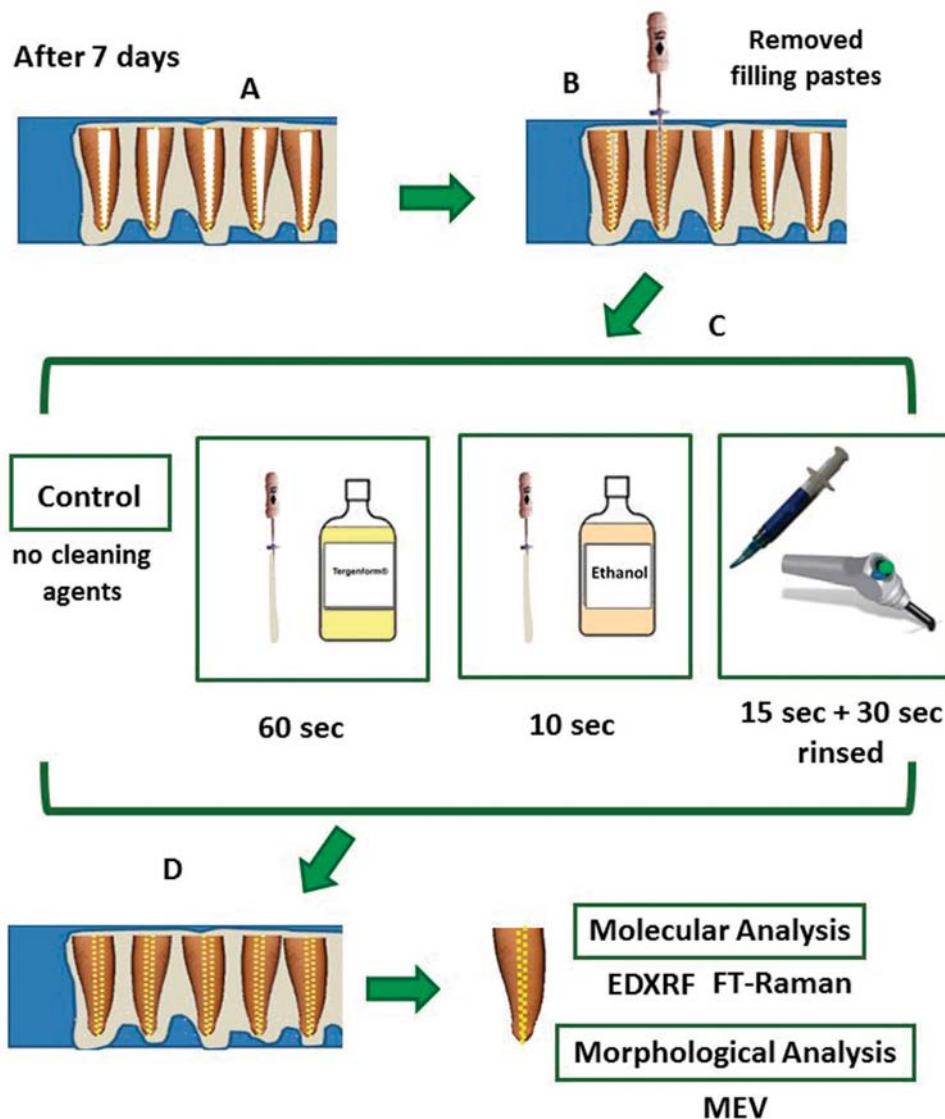 After 7 days
A
B
Removed
filling pastes
C
Control
no cleaning
agents
Tergenform®
Ethanol
60 sec
10 sec
15 sec + 30 sec
rinsed
D
Molecular Analysis
EDXRF FT-Raman
Morphological Analysis
MEV